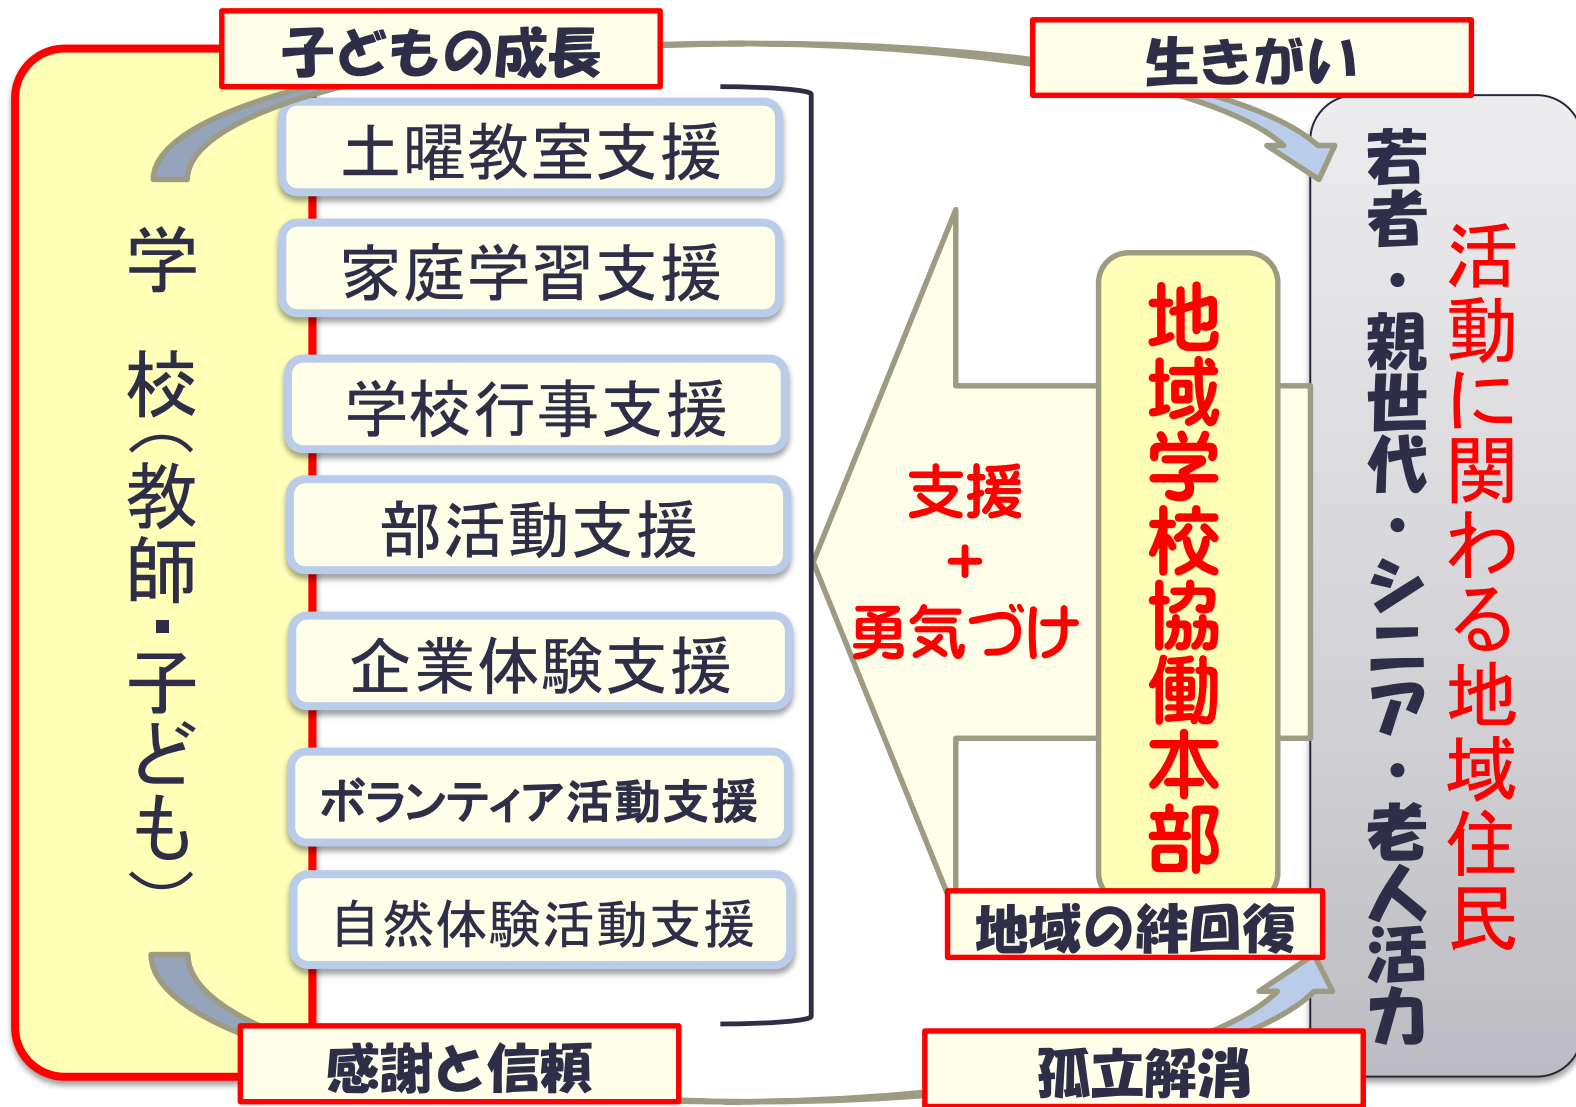 子どもの成長
生きがい
学校（教師・子ども）
土曜教室支援
家庭学習支援
学校行事支援
部活動支援
企業体験支援
ボランティア活動支援
自然体験活動支援
支援
+
勇気づけ
地域学校協働本部
活動に関わる地域住民
若者・親世代・シニア・老人活力
地域の絆回復
感謝と信頼
孤立解消